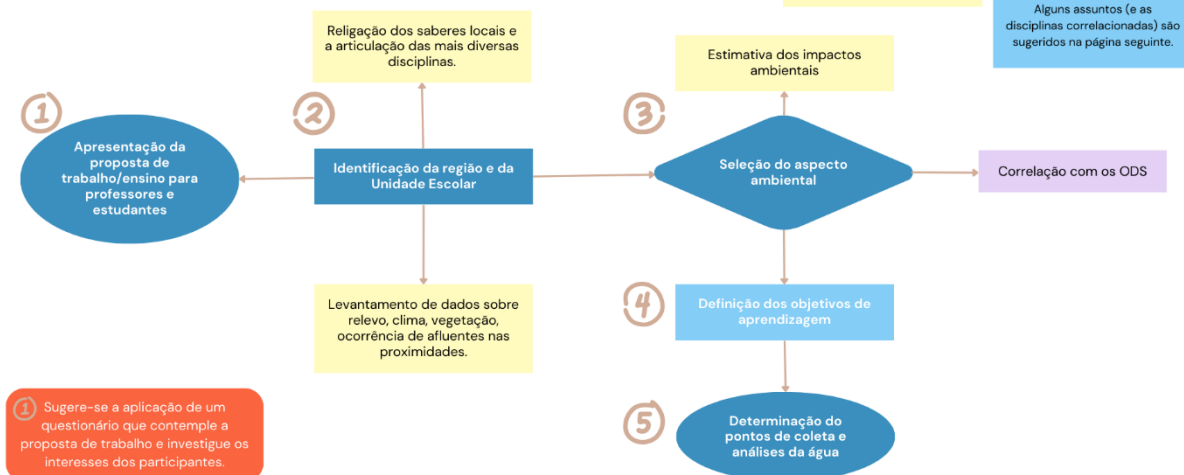 Alguns assuntos (e as
disciplinas correlacionadas) são
sugeridos na página seguinte.
Religação dos saberes locais e
a articulação das mais diversas
disciplinas.
Estimativa dos impactos
ambientais
1
Apresentação da
proposta de
trabalho/ensino para
professores e
estudantes
2
Identificação da região e da
Unidade Escolar
3
Seleção do aspecto
ambiental
Correlação com os ODS
Levantamento de dados sobre
relevo, clima, vegetação,
ocorrência de afluentes nas
proximidades.
4
Definição dos objetivos de
aprendizagem
1 Sugere-se a aplicação de um
questionário que contemple a
proposta de trabalho e investigue os
interesses dos participantes.
5
Determinação do
pontos de coleta e
análises da água